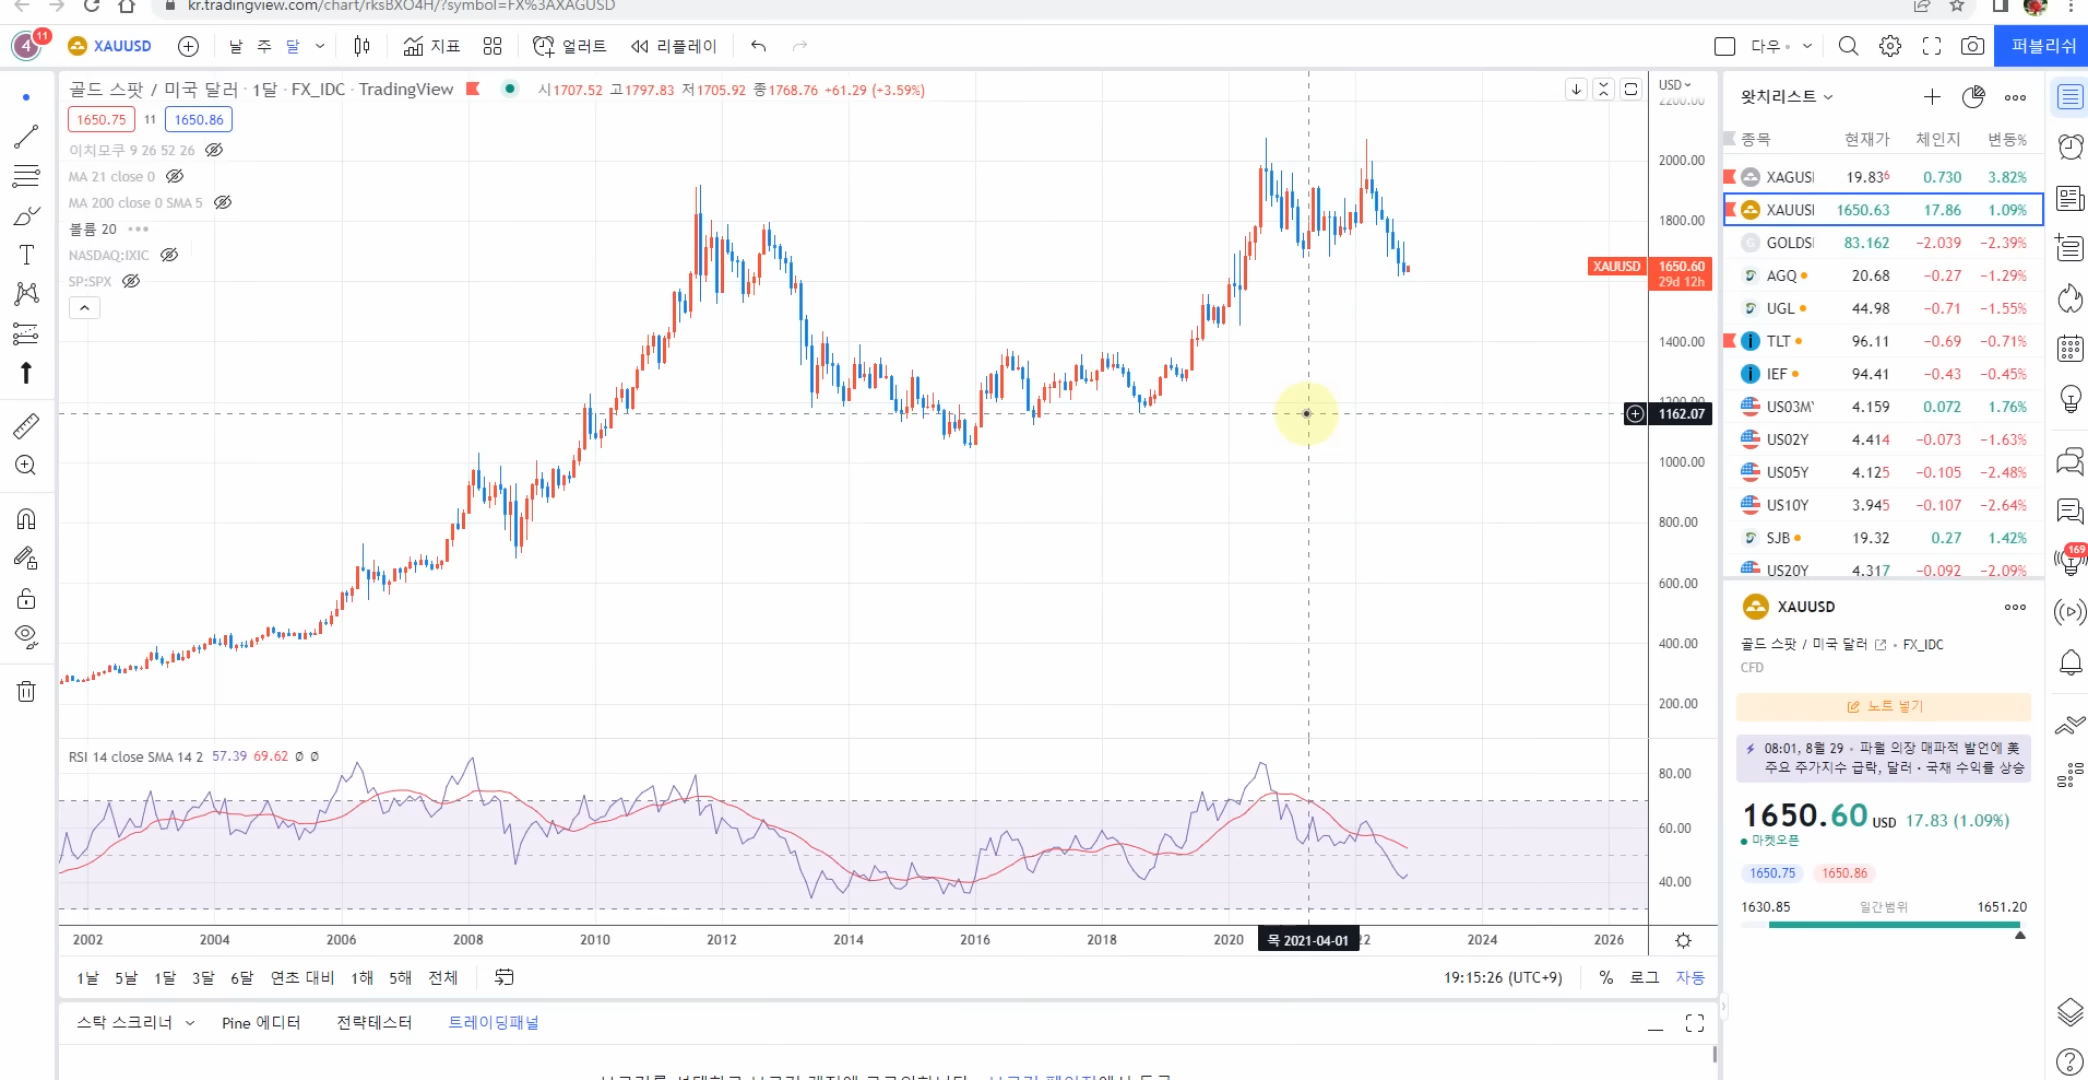 kr.tradingview.com/chart/rksBXO4H/?symbol=FX%3AXAGUSD
4 11 XAUUSD 날 주 달 지표 얼러트 리플레이 다우 퍼블리쉬
골드 스팟 / 미국 달러 · 1달 · FX_IDC · TradingView 시1707.52 고1797.83 저1705.92 종1768.76 +61.29 (+3.59%)
1650.75 11 1650.86
이치모쿠 9 26 52 26
MA 21 close 0
MA 200 close 0 SMA 5
볼륨 20
NASDAQ:IXIC
SP:SPX
USD
2200.00
2000.00
1800.00
XAUUSD 1650.60
29d 12h
1400.00
1200.00
1162.07
1000.00
800.00
600.00
400.00
200.00
RSI 14 close SMA 14 2 57.39 69.62 Ø Ø
80.00
60.00
40.00
2002 2004 2006 2008 2010 2012 2014 2016 2018 2020 목 2021-04-01 22 2024 2026
1날 5날 1달 3달 6달 연초 대비 1해 5해 전체 19:15:26 (UTC+9) % 로그 자동
스탁 스크리너 Pine 에디터 전략테스터 트레이딩패널
왓치리스트
종목 현재가 체인지 변동%
XAGUSI 19.836 0.730 3.82%
XAUUSI 1650.63 17.86 1.09%
GOLDSI 83.162 −2.039 −2.39%
AGQ 20.68 −0.27 −1.29%
UGL 44.98 −0.71 −1.55%
TLT 96.11 −0.69 −0.71%
IEF 94.41 −0.43 −0.45%
US03M 4.159 0.072 1.76%
US02Y 4.414 −0.073 −1.63%
US05Y 4.125 −0.105 −2.48%
US10Y 3.945 −0.107 −2.64%
SJB 19.32 0.27 1.42%
US20Y 4.317 −0.092 −2.09%
169
XAUUSD
골드 스팟 / 미국 달러 · FX_IDC
CFD
노트 넣기
08:01, 8월 29 · 파월 의장 매파적 발언에 美
주요 주가지수 급락, 달러·국채 수익률 상승
1650.60 USD 17.83 (1.09%)
마켓오픈
1650.75 1650.86
1630.85 일간범위 1651.20